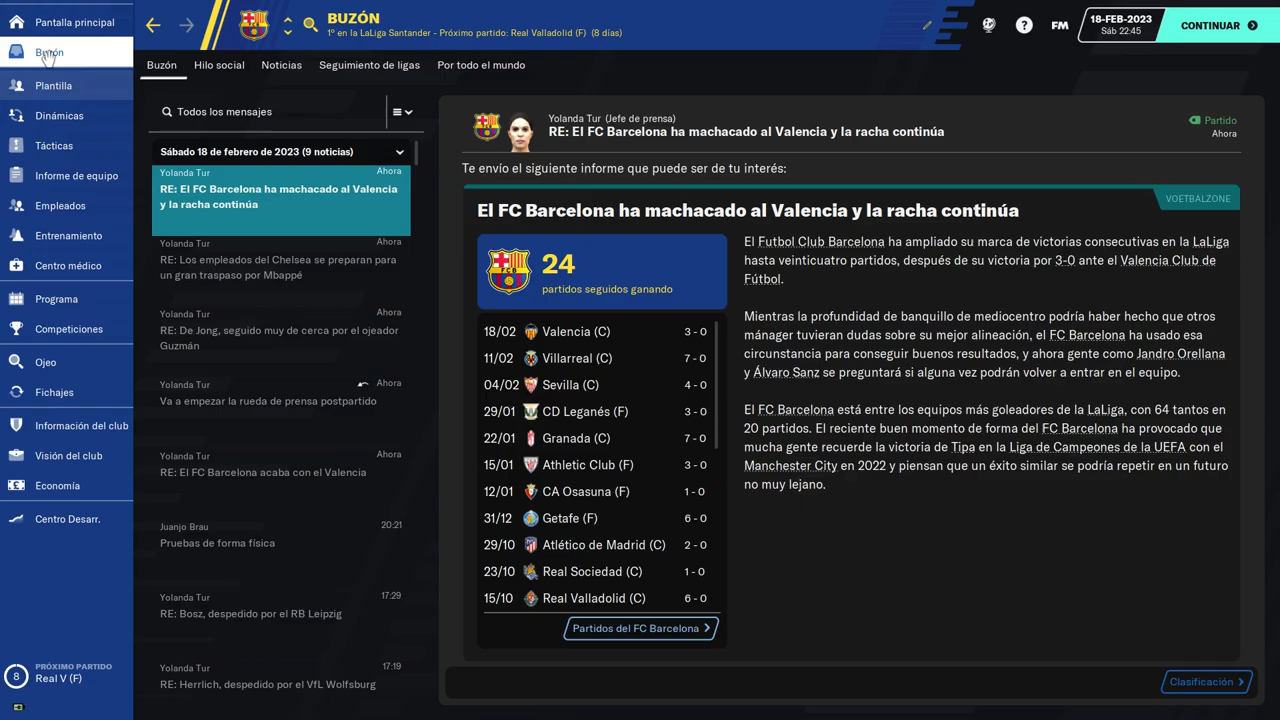 Pantalla principal
Buzón
Plantilla
Dinámicas
Tácticas
Informe de equipo
Empleados
Entrenamiento
Centro médico
Programa
Competiciones
Ojeo
Fichajes
Información del club
Visión del club
Economía
Centro Desarr.
PRÓXIMO PARTIDO
8
Real V (F)
BUZÓN
1º en la LaLiga Santander - Próximo partido: Real Valladolid (F) (8 días)
?
FM
18-FEB-2023
Sáb 22:45
CONTINUAR
Buzón Hilo social Noticias Seguimiento de ligas Por todo el mundo
Todos los mensajes
Sábado 18 de febrero de 2023 (9 noticias)
Yolanda Tur Ahora
RE: El FC Barcelona ha machacado al Valencia
y la racha continúa
Yolanda Tur Ahora
RE: Los empleados del Chelsea se preparan para
un gran traspaso por Mbappé
Yolanda Tur Ahora
RE: De Jong, seguido muy de cerca por el ojeador
Guzmán
Yolanda Tur Ahora
Va a empezar la rueda de prensa postpartido
Yolanda Tur Ahora
RE: El FC Barcelona acaba con el Valencia
Juanjo Brau 20:21
Pruebas de forma física
Yolanda Tur 17:29
RE: Bosz, despedido por el RB Leipzig
Yolanda Tur 17:19
RE: Herrlich, despedido por el VfL Wolfsburg
Yolanda Tur (Jefe de prensa)
RE: El FC Barcelona ha machacado al Valencia y la racha continúa
Partido
Ahora
Te envío el siguiente informe que puede ser de tu interés:
VOETBALZONE
El FC Barcelona ha machacado al Valencia y la racha continúa
24
partidos seguidos ganando
18/02 Valencia (C) 3 - 0
11/02 Villarreal (C) 7 - 0
04/02 Sevilla (C) 4 - 0
29/01 CD Leganés (F) 3 - 0
22/01 Granada (C) 7 - 0
15/01 Athletic Club (F) 3 - 0
12/01 CA Osasuna (F) 1 - 0
31/12 Getafe (F) 6 - 0
29/10 Atlético de Madrid (C) 2 - 0
23/10 Real Sociedad (C) 1 - 0
15/10 Real Valladolid (C) 6 - 0
Partidos del FC Barcelona
El Futbol Club Barcelona ha ampliado su marca de victorias consecutivas en la LaLiga
hasta veinticuatro partidos, después de su victoria por 3-0 ante el Valencia Club de
Fútbol.
Mientras la profundidad de banquillo de mediocentro podría haber hecho que otros
mánager tuvieran dudas sobre su mejor alineación, el FC Barcelona ha usado esa
circunstancia para conseguir buenos resultados, y ahora gente como Jandro Orellana
y Álvaro Sanz se preguntará si alguna vez podrán volver a entrar en el equipo.
El FC Barcelona está entre los equipos más goleadores de la LaLiga, con 64 tantos en
20 partidos. El reciente buen momento de forma del FC Barcelona ha provocado que
mucha gente recuerde la victoria de Tipa en la Liga de Campeones de la UEFA con el
Manchester City en 2022 y piensan que un éxito similar se podría repetir en un futuro
no muy lejano.
Clasificación